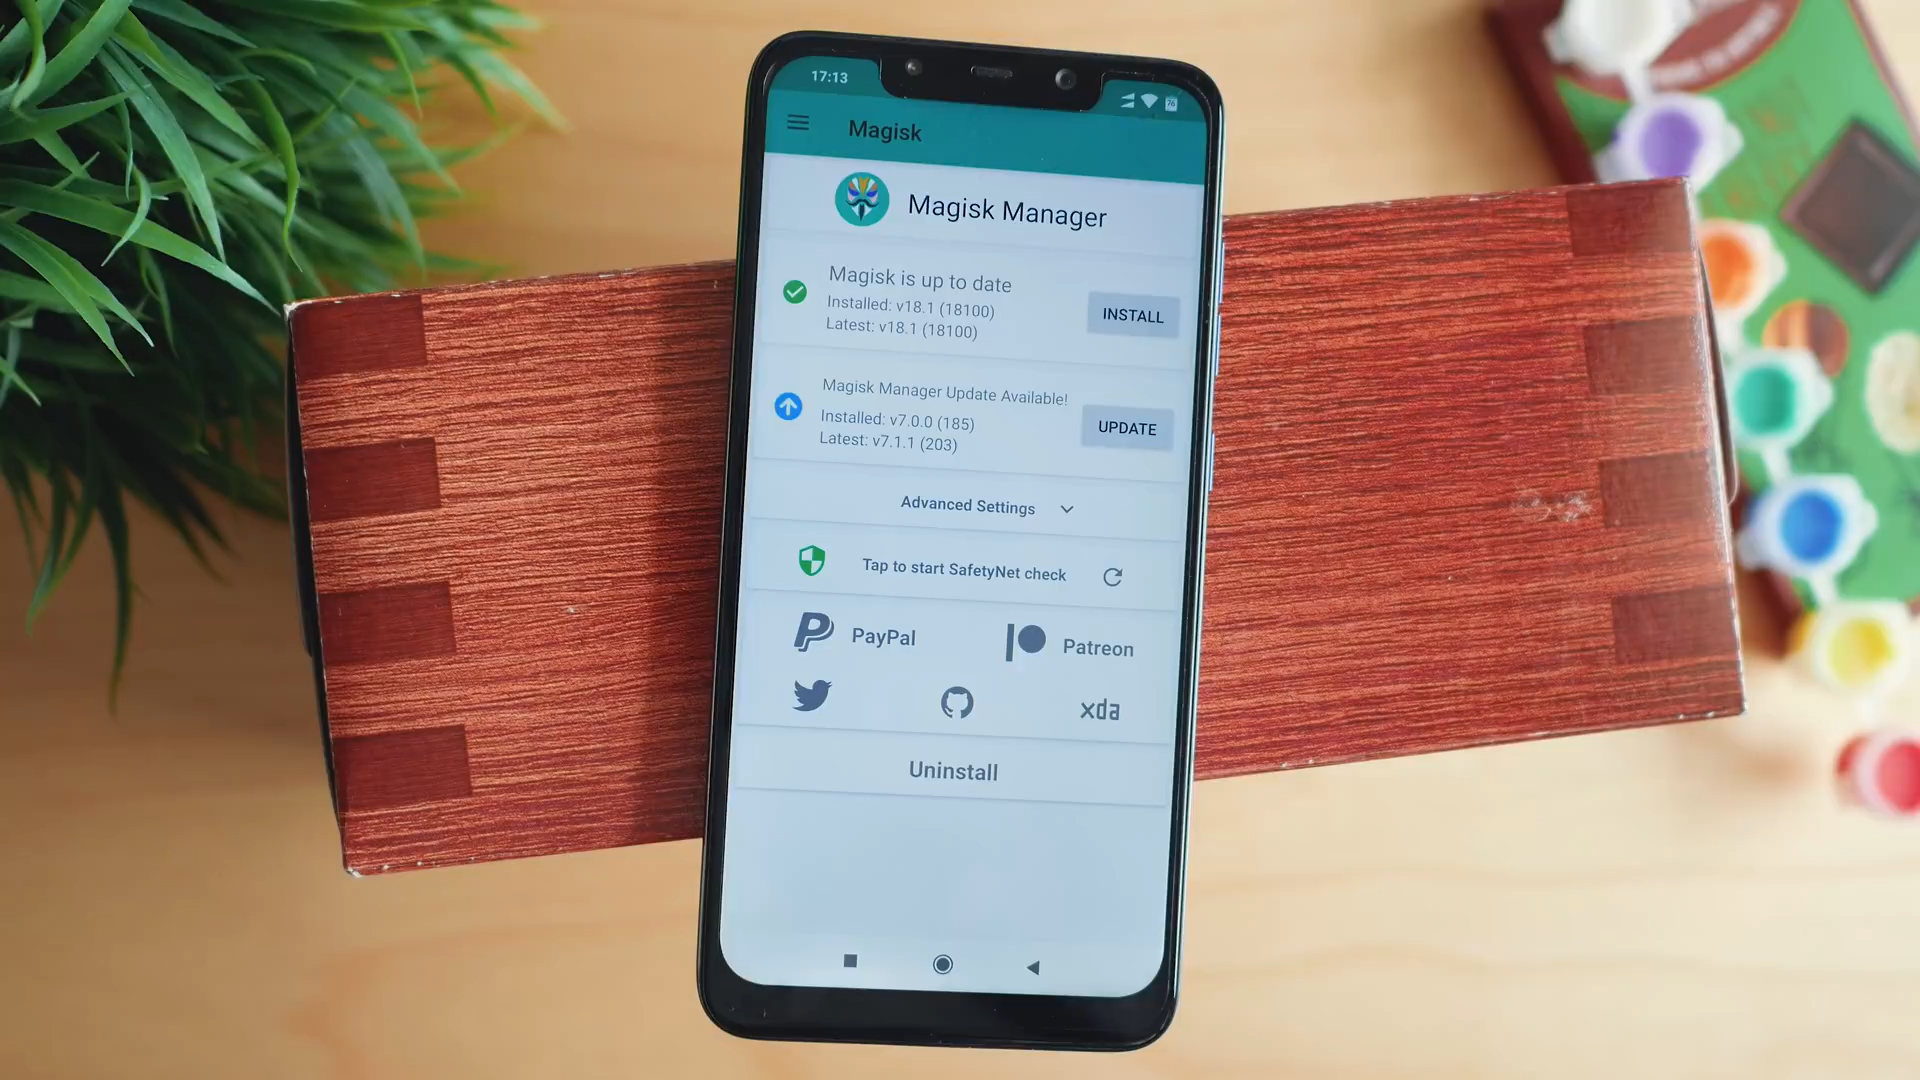 17:13
76
Magisk
Magisk Manager
Magisk is up to date
Installed: v18.1 (18100)
Latest: v18.1 (18100)
INSTALL
Magisk Manager Update Available!
Installed: v7.0.0 (185)
Latest: v7.1.1 (203)
UPDATE
Advanced Settings
Tap to start SafetyNet check
PayPal
Patreon
xda
Uninstall